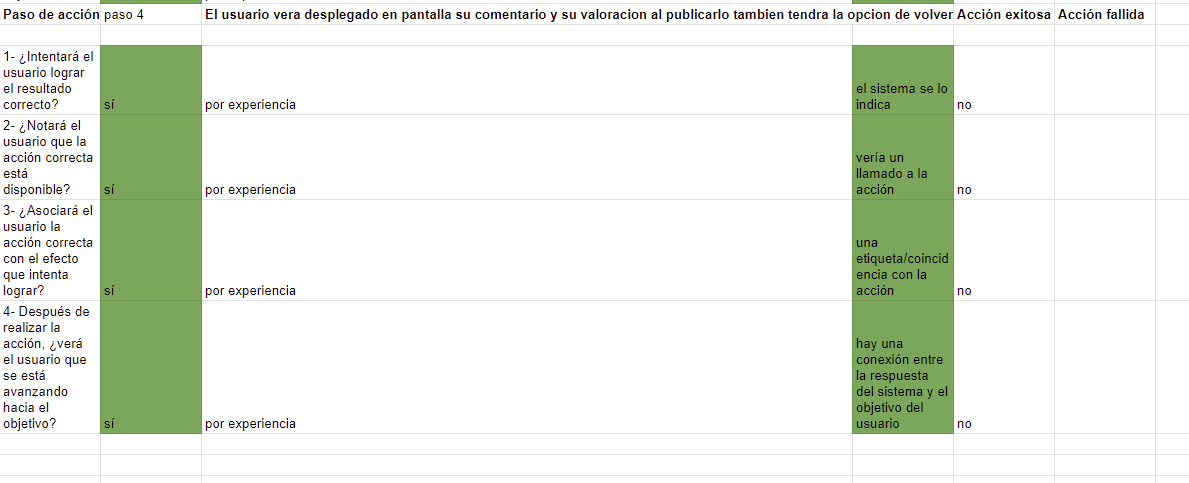 Paso de acción paso 4 El usuario vera desplegado en pantalla su comentario y su valoracion al publicarlo tambien tendra la opcion de volver Acción exitosa Acción fallida
1- ¿Intentará el
usuario lograr
el resultado
correcto?
sí
por experiencia
el sistema se lo
indica
no
2- ¿Notará el
usuario que la
acción correcta
está
disponible?
sí
por experiencia
vería un
llamado a la
acción
no
3- ¿Asociará el
usuario la
acción correcta
con el efecto
que intenta
lograr?
sí
por experiencia
una
etiqueta/coincid
encia con la
acción
no
4- Después de
realizar la
acción, ¿verá
el usuario que
se está
avanzando
hacia el
objetivo?
sí
por experiencia
hay una
conexión entre
la respuesta
del sistema y el
objetivo del
usuario
no